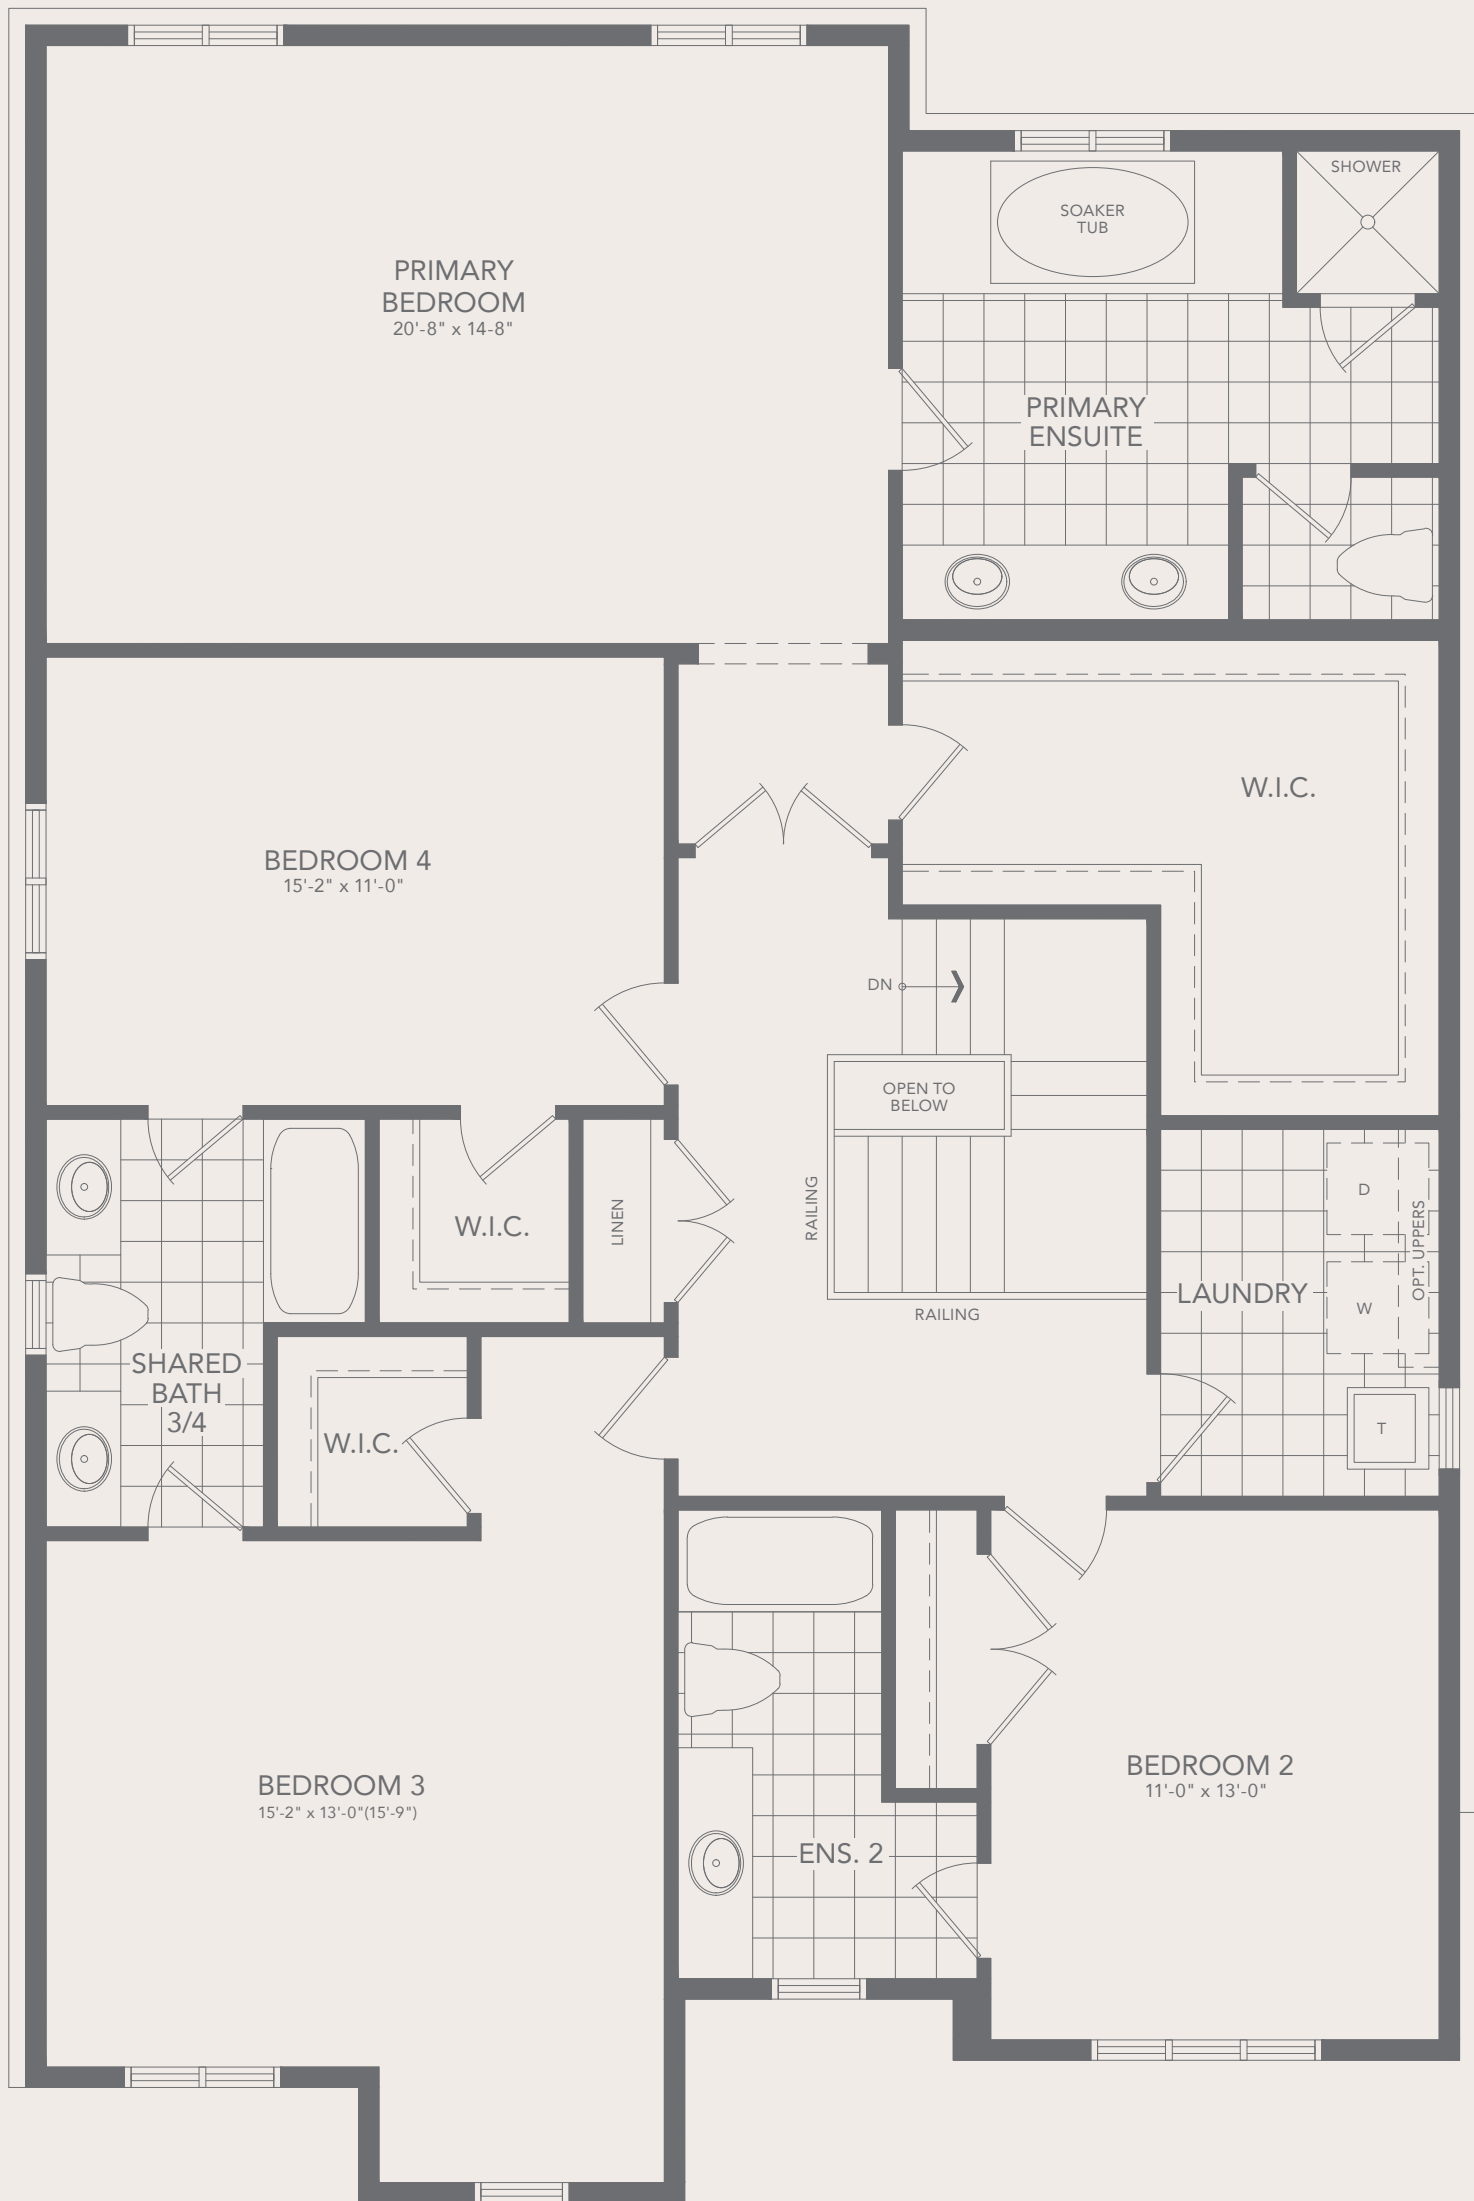 SHOWER
SOAKER
TUB
PRIMARY
BEDROOM
20'-8" x 14-8"
PRIMARY
ENSUITE
W.I.C.
BEDROOM 4
15'-2" x 11'-0"
DN
OPEN TO
BELOW
RAILING
RAILING
LINEN
W.I.C.
D
OPT. UPPERS
LAUNDRY
W
T
SHARED
BATH
3/4
W.I.C.
BEDROOM 3
15'-2" x 13'-0"(15'-9")
BEDROOM 2
11'-0" x 13'-0"
ENS. 2